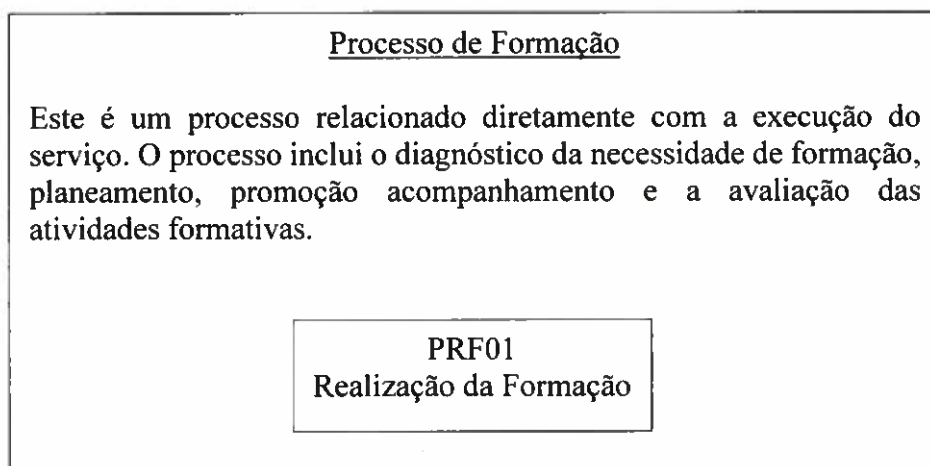 Processo de Formação
Este é um processo relacionado diretamente com a execução do
serviço. O processo inclui o diagnóstico da necessidade de formação,
planeamento, promoção acompanhamento e a avaliação das
atividades formativas.
PRF01
Realização da Formação